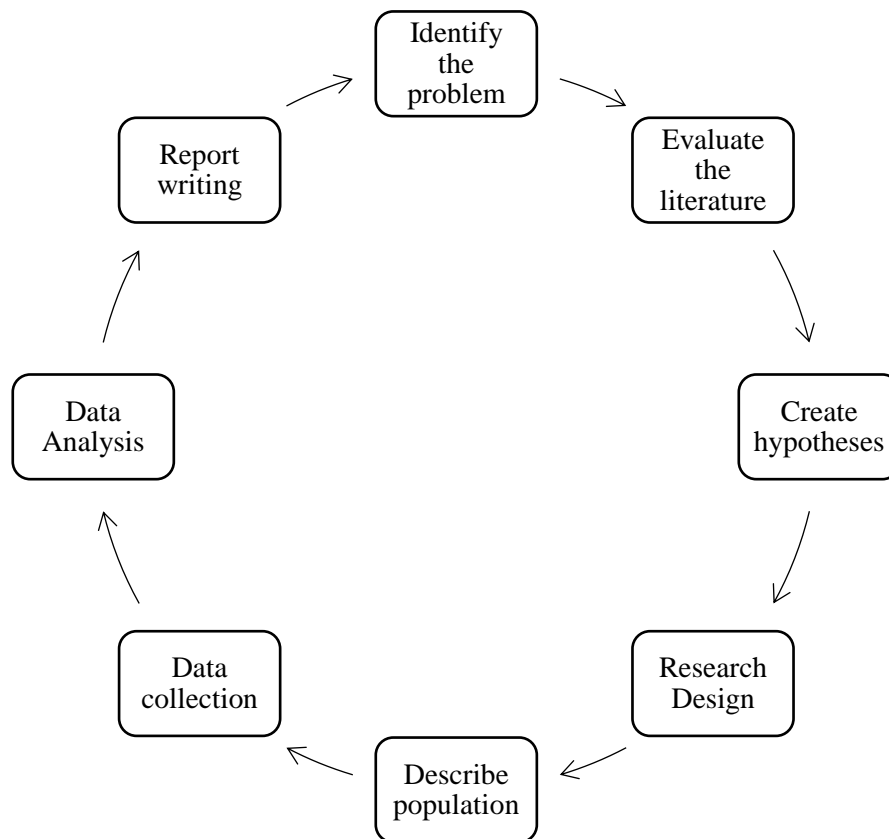 Identify
the
problem
Evaluate
the
literature
Create
hypotheses
Research
Design
Describe
population
Data
collection
Data
Analysis
Report
writing